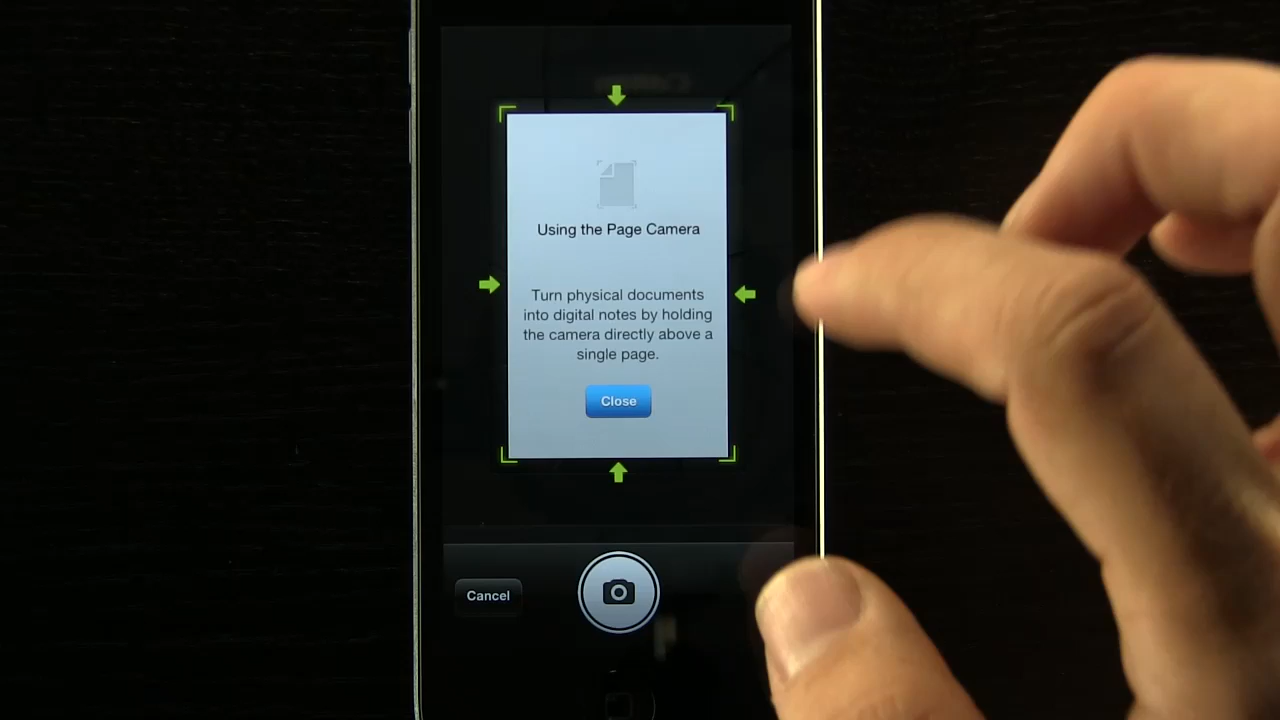 Using the Page Camera
Turn physical documents
into digital notes by holding
the camera directly above a
single page.
Close
Cancel